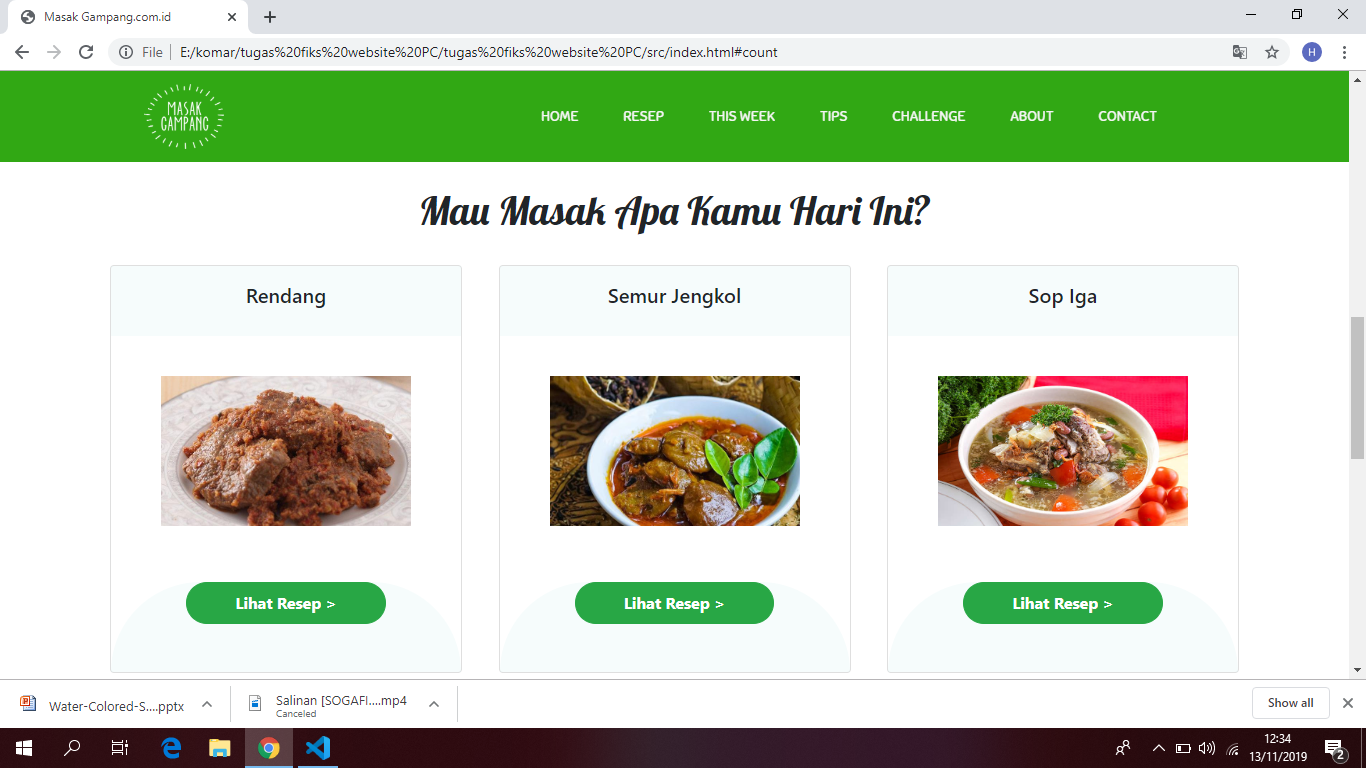 Masak Gampang.com.id
File
E:/komar/tugas%20fiks%20website%20PC/tugas%20fiks%20website%20PC/src/index.html#count
H
MASAK
GAMPANG
HOME
RESEP
THIS WEEK
TIPS
CHALLENGE
ABOUT
CONTACT
Mau Masak Apa Kamu Hari Ini?
Rendang
Semur Jengkol
Sop Iga
Lihat Resep >
Lihat Resep >
Lihat Resep >
Water-Colored-S....pptx
Salinan [SOGAFI....mp4
Canceled
Show all
12:34
13/11/2019
2